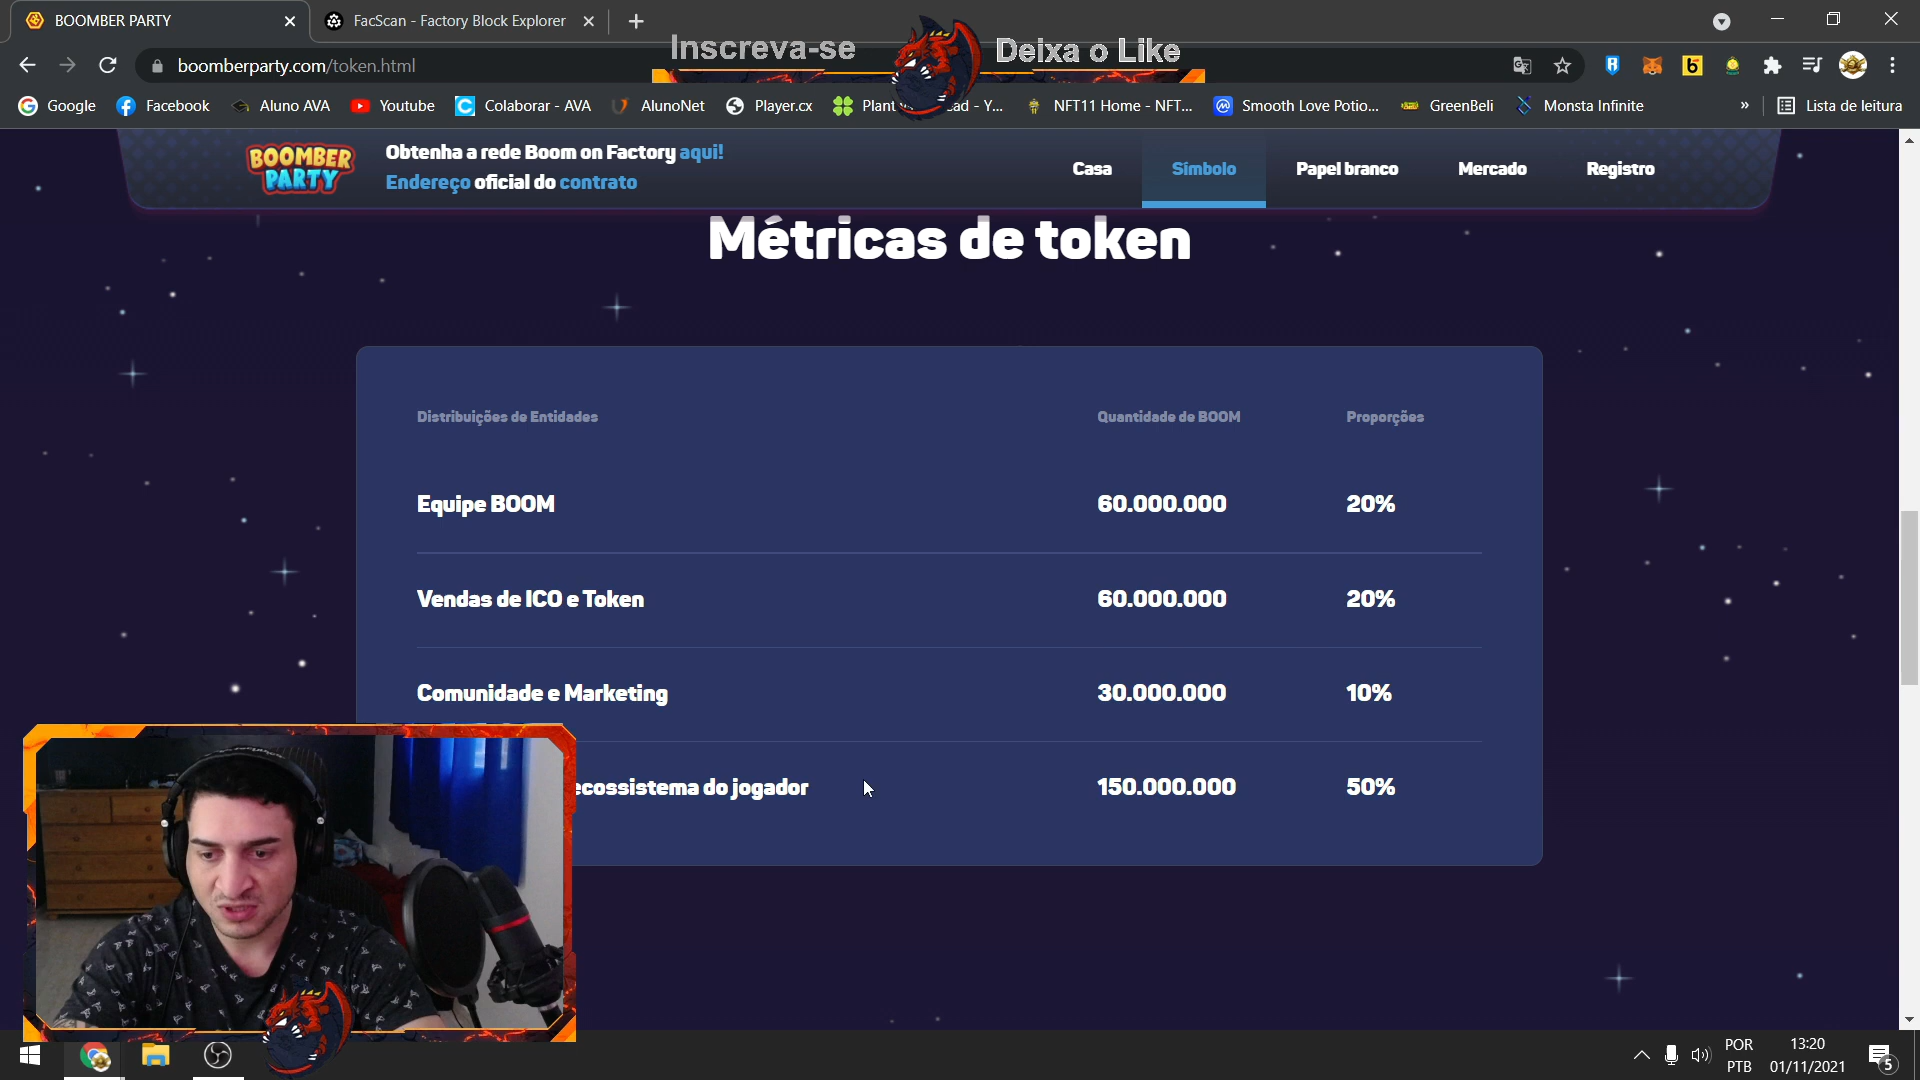 BOOMBER PARTY
FacScan - Factory Block Explorer
Inscreva-se
Deixa o Like
boomberparty.com/token.html
Google
Facebook
Aluno AVA
Youtube
Colaborar - AVA
AlunoNet
Player.cx
Plant
ad - Y...
NFT11 Home - NFT...
Smooth Love Potio...
GreenBeli
Monsta Infinite
»
Lista de leitura
BOOMBER
PARTY
Obtenha a rede Boom on Factory aqui!
Endereço oficial do contrato
Casa
Símbolo
Papel branco
Mercado
Registro
Métricas de token
Distribuições de Entidades
Quantidade de BOOM
Proporções
Equipe BOOM
60.000.000
20%
Vendas de ICO e Token
60.000.000
20%
Comunidade e Marketing
30.000.000
10%
ecossistema do jogador
150.000.000
50%
POR
PTB
13:20
01/11/2021
5